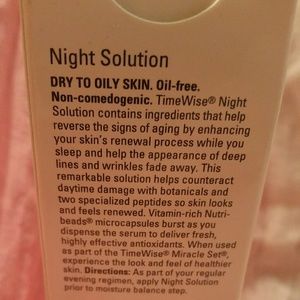 Night Solution
DRY TO OILY SKIN. Oil-free.
Non-comedogenic. TimeWise® Night
Solution contains ingredients that help
reverse the signs of aging by enhancing
your skin's renewal process while you
sleep and help the appearance of deep
lines and wrinkles fade away. This
remarkable solution helps counteract
daytime damage with botanicals and
two specialized peptides so skin looks
and feels renewed. Vitamin-rich Nutri-
beads® microcapsules burst as you
dispense the serum to deliver fresh,
highly effective antioxidants. When used
as part of the TimeWise® Miracle Set®,
experience the look and feel of healthier
skin. Directions: As part of your regular
evening regimen, apply Night Solution
prior to moisture balance step.